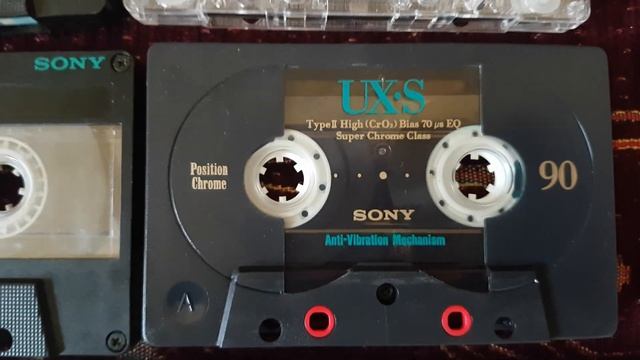 SONY
UX·S
Type II High (CrO₂) Bias 70 µs EQ
Super Chrome Class
Position
Chrome
90
SONY
Anti-Vibration Mechanism
A